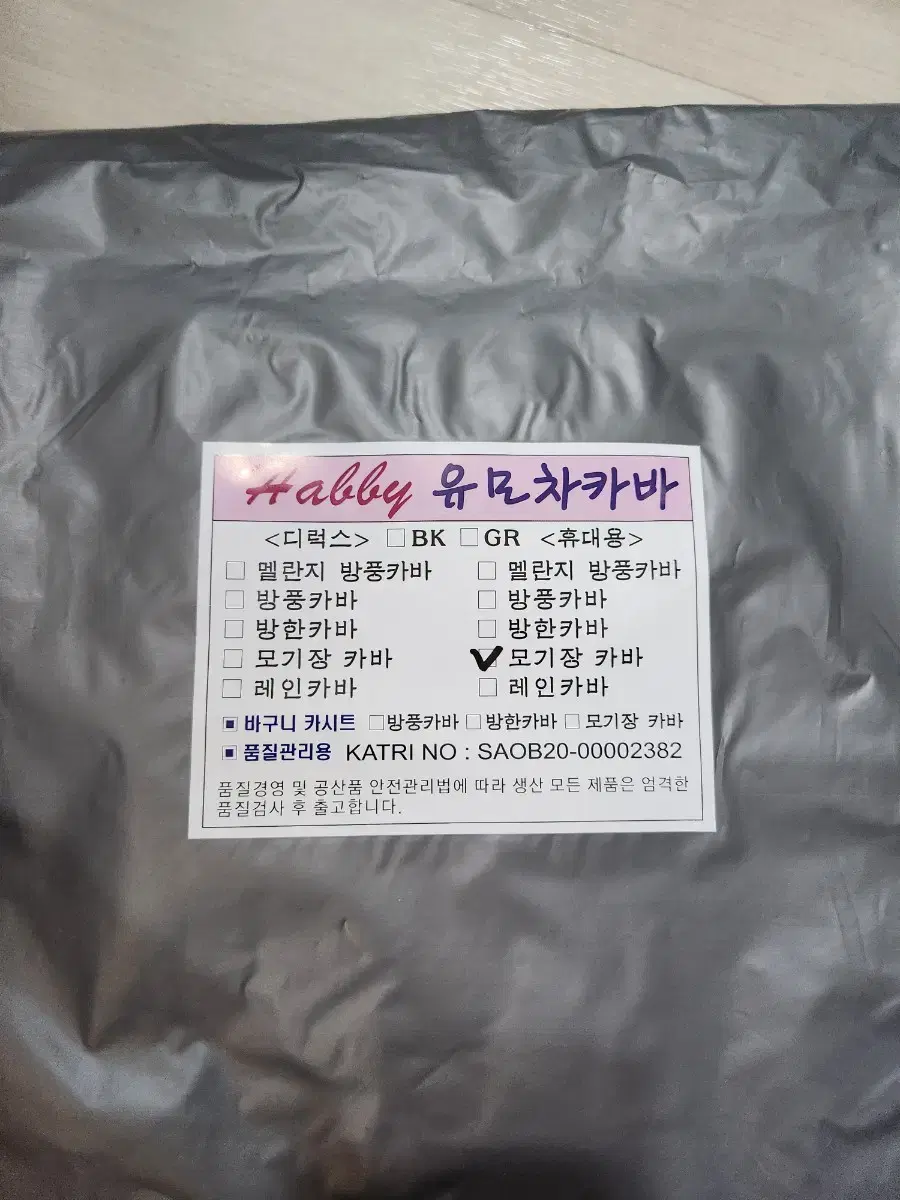 Habby 유모차카바
<디럭스> □BK □GR <휴대용>
□ 멜란지 방풍카바 □ 멜란지 방풍카바
□ 방풍카바 □ 방풍카바
□ 방한카바 □ 방한카바
□ 모기장 카바 ☑ 모기장 카바
□ 레인카바 □ 레인카바
▣ 바구니 카시트 □방풍카바 □방한카바 □ 모기장 카바
▣ 품질관리용 KATRI NO : SAOB20-00002382
품질경영 및 공산품 안전관리법에 따라 생산 모든 제품은 엄격한
품질검사 후 출고합니다.